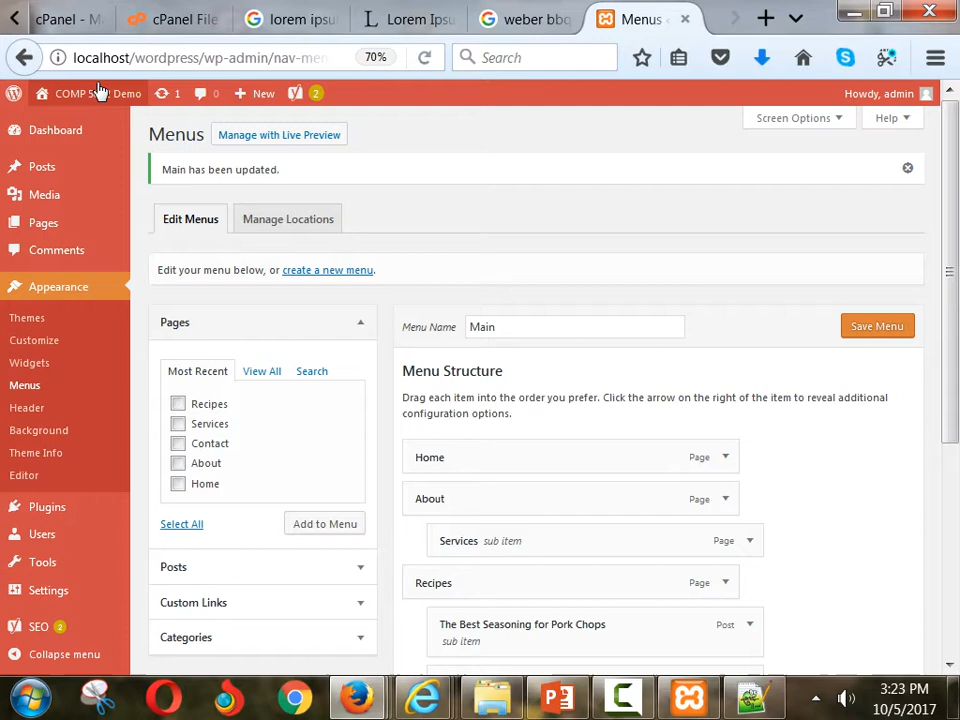 cPanel - M
cPanel File
lorem ipsu
Lorem Ipsu
weber bbq
Menus
localhost/wordpress/wp-admin/nav-men
70%
Search
COMP Demo
1
0
New
2
Howdy, admin
Dashboard
Posts
Media
Pages
Comments
Appearance
Themes
Customize
Widgets
Menus
Header
Background
Theme Info
Editor
Plugins
Users
Tools
Settings
SEO 2
Collapse menu
Menus
Manage with Live Preview
Screen Options
Help
Main has been updated.
Edit Menus
Manage Locations
Edit your menu below, or create a new menu.
Pages
Most Recent
View All
Search
Recipes
Services
Contact
About
Home
Select All
Add to Menu
Posts
Custom Links
Categories
Menu Name
Main
Save Menu
Menu Structure
Drag each item into the order you prefer. Click the arrow on the right of the item to reveal additional
configuration options.
Home Page
About Page
Services sub item Page
Recipes Page
The Best Seasoning for Pork Chops Post
sub item
3:23 PM
10/5/2017